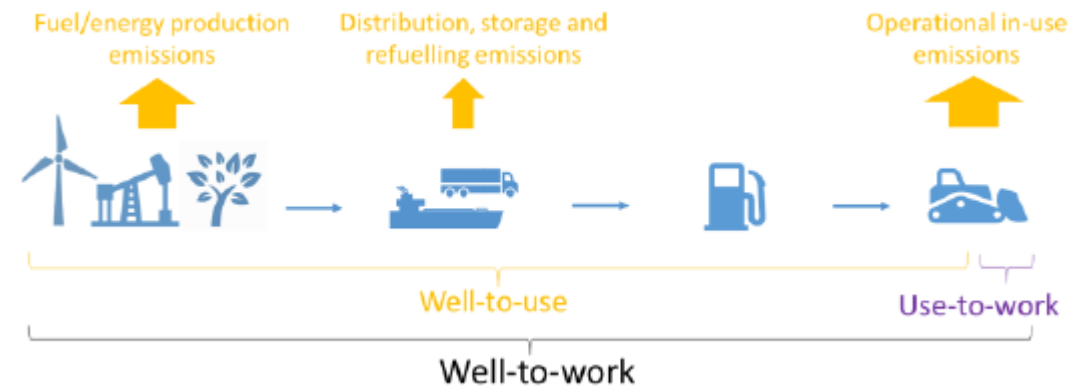 Fuel/energy production
emissions
Distribution, storage and
refuelling emissions
Operational in-use
emissions
Well-to-use
Use-to-work
Well-to-work